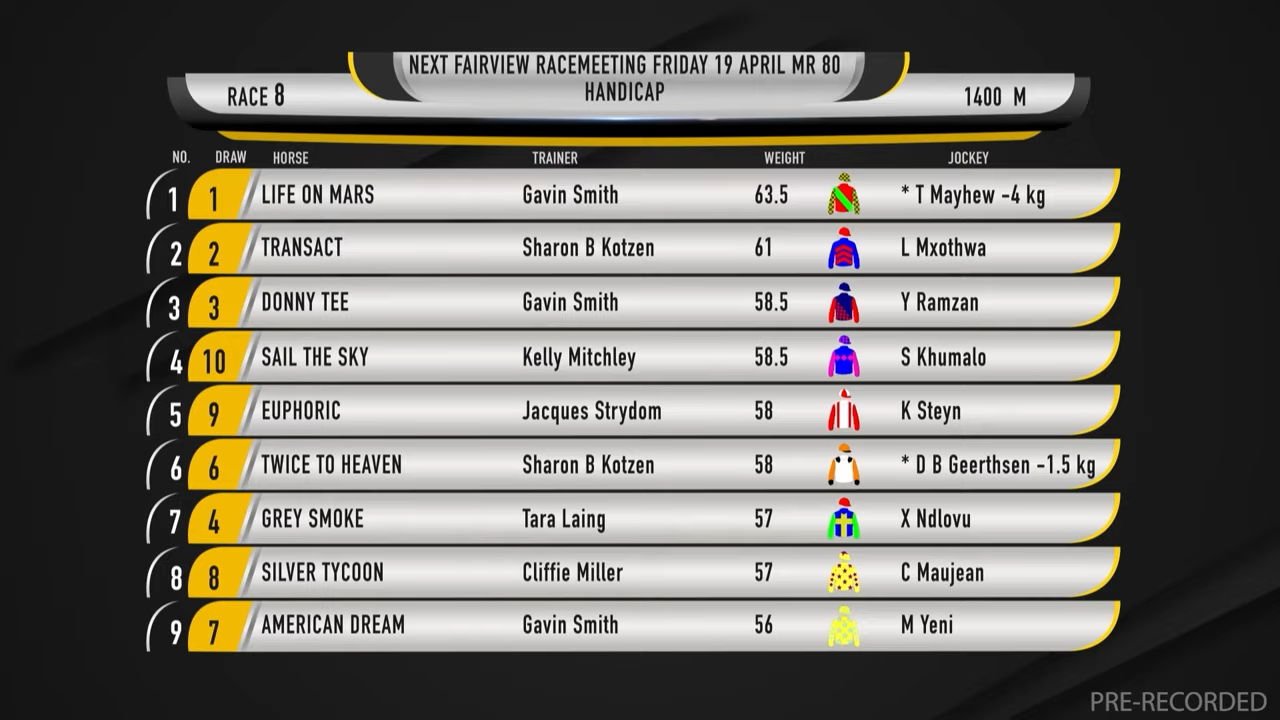 NEXT FAIRVIEW RACEMEETING FRIDAY 19 APRIL MR 80
HANDICAP
RACE 8 1400 M
NO. DRAW HORSE TRAINER WEIGHT JOCKEY
1 1 LIFE ON MARS Gavin Smith 63.5 * T Mayhew -4 kg
2 2 TRANSACT Sharon B Kotzen 61 L Mxothwa
3 3 DONNY TEE Gavin Smith 58.5 Y Ramzan
4 10 SAIL THE SKY Kelly Mitchley 58.5 S Khumalo
5 9 EUPHORIC Jacques Strydom 58 K Steyn
6 6 TWICE TO HEAVEN Sharon B Kotzen 58 * D B Geerthsen -1.5 kg
7 4 GREY SMOKE Tara Laing 57 X Ndlovu
8 8 SILVER TYCOON Cliffie Miller 57 C Maujean
9 7 AMERICAN DREAM Gavin Smith 56 M Yeni
PRE-RECORDED